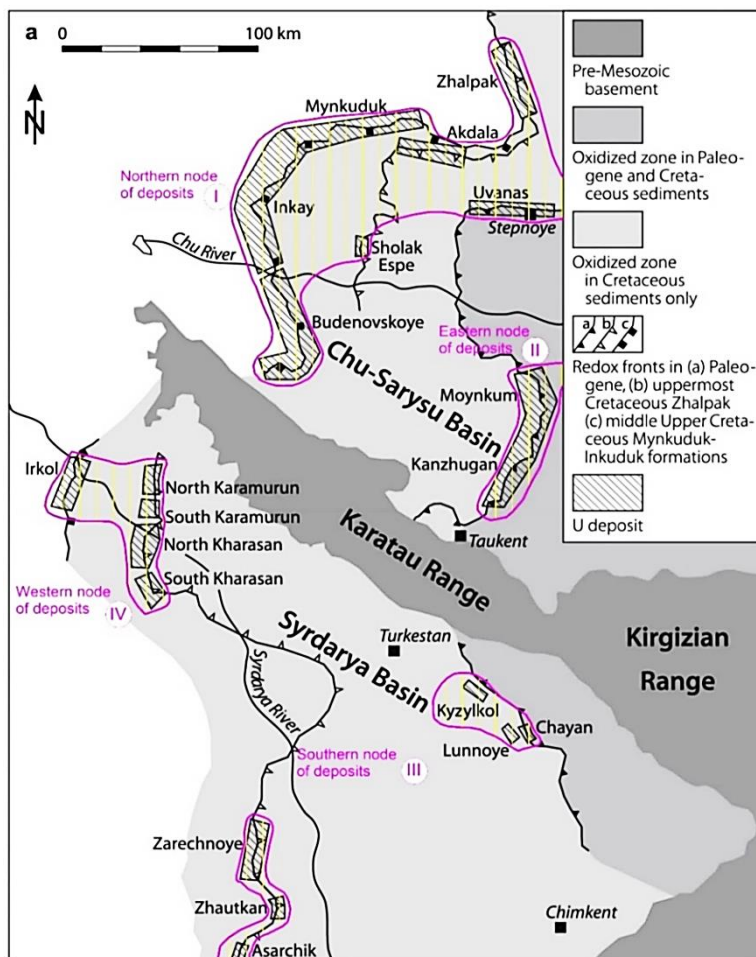 a
0 100 km
N
Zhalpak
Mynkuduk
Akdala
Northern node
of deposits I
Inkay
Uvanas
Stepnoye
Chu River
Sholak
Espe
Budenovskoye
Eastern node
of deposits II
Chu-Sarysu Basin
Moynkum
Kanzhugan
Irkol
North Karamurun
South Karamurun
North Kharasan
South Kharasan
Taukent
Karatau Range
Western node
of deposits
IV
Syrdarya Basin
Turkestan
Kirgizian
Range
Syrdarya River
Kyzylkol
Chayan
Lunnoye
Southern node
of deposits III
Zarechnoye
Zhautkan
Chimkent
Asarchik
Pre-Mesozoic
basement
Oxidized zone in Paleo-
gene and Creta-
ceous sediments
Oxidized zone
in Cretaceous
sediments only
a b c
Redox fronts in (a) Paleo-
gene, (b) uppermost
Cretaceous Zhalpak
(c) middle Upper Creta-
ceous Mynkuduk-
Inkuduk formations
U deposit